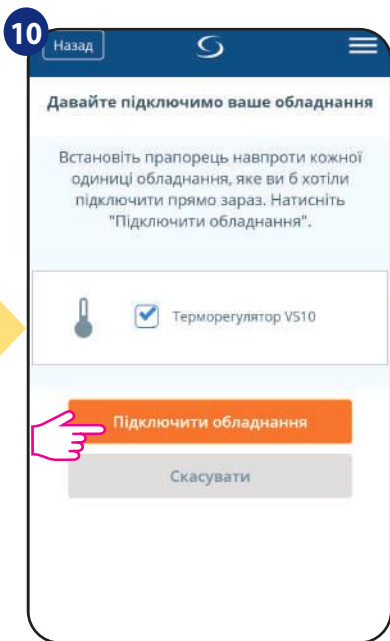 10
Назад
Давайте підключимо ваше обладнання
Встановіть прапорець навпроти кожної
одиниці обладнання, яке ви б хотіли
підключити прямо зараз. Натисніть
"Підключити обладнання".
Терморегулятор VS10
Підключити обладнання
Скасувати